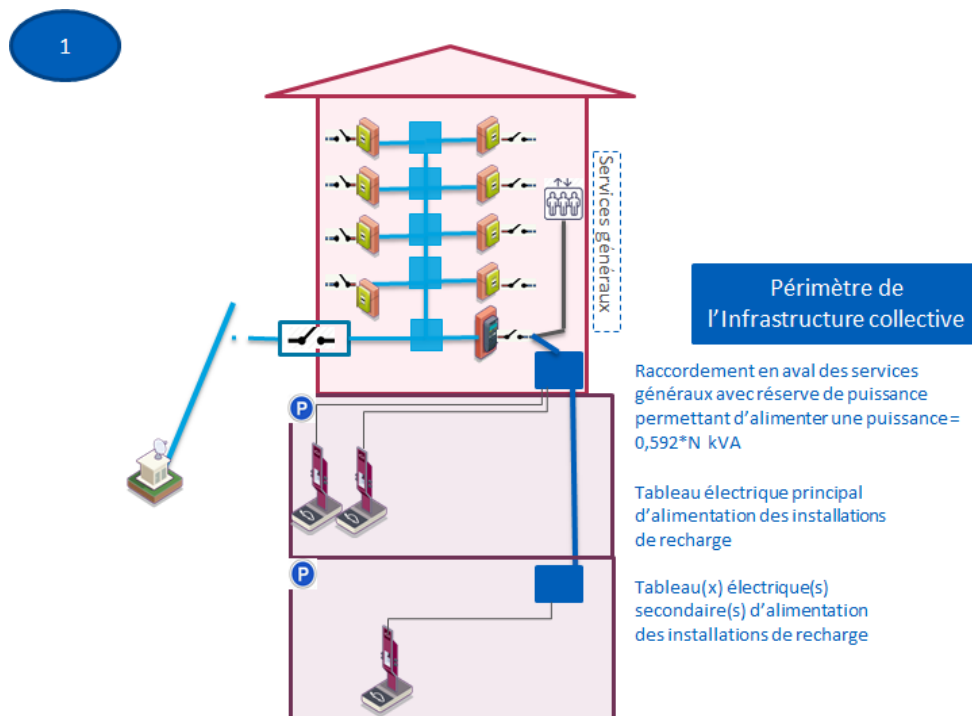 1
Services généraux
Périmètre de
l'Infrastructure collective
Raccordement en aval des services
généraux avec réserve de puissance
permettant d'alimenter une puissance =
0,592*N kVA
P
Tableau électrique principal
d'alimentation des installations
de recharge
P
Tableau(x) électrique(s)
secondaire(s) d'alimentation
des installations de recharge